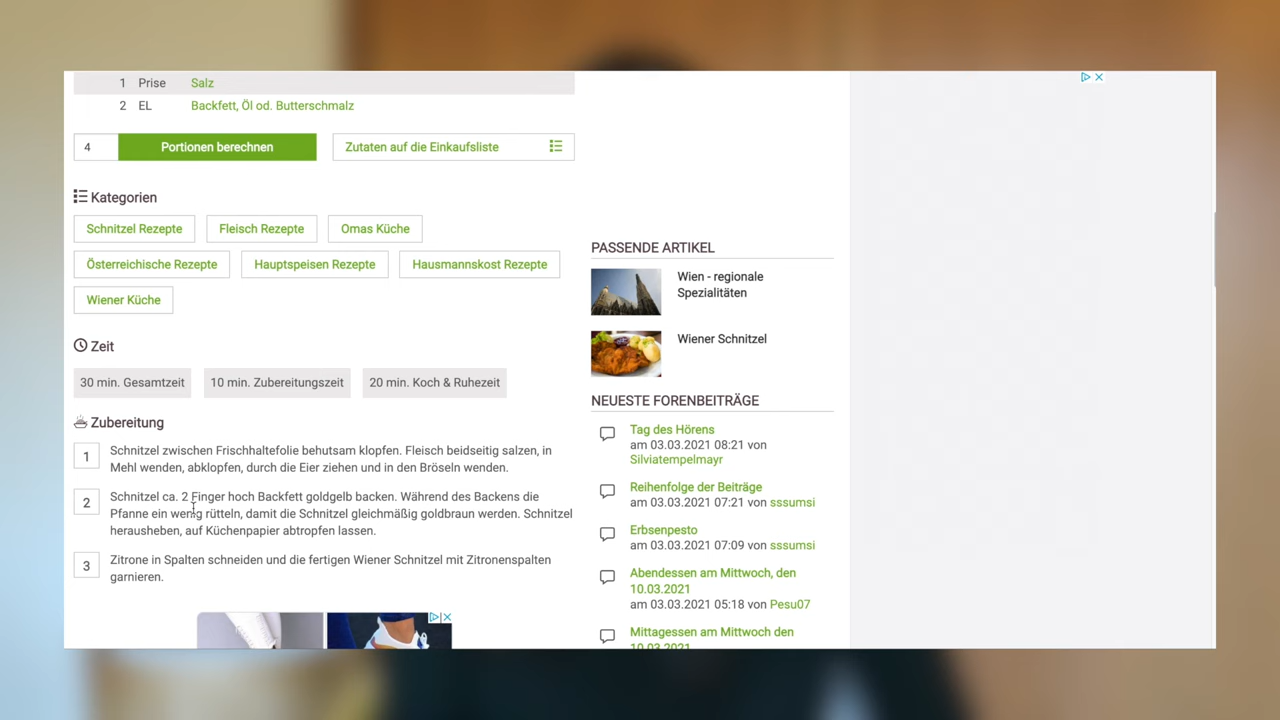 1 Prise Salz
2 EL Backfett, Öl od. Butterschmalz
4 Portionen berechnen Zutaten auf die Einkaufsliste
Kategorien
Schnitzel Rezepte Fleisch Rezepte Omas Küche
Österreichische Rezepte Hauptspeisen Rezepte Hausmannskost Rezepte
Wiener Küche
Zeit
30 min. Gesamtzeit 10 min. Zubereitungszeit 20 min. Koch & Ruhezeit
Zubereitung
1 Schnitzel zwischen Frischhaltefolie behutsam klopfen. Fleisch beidseitig salzen, in
Mehl wenden, abklopfen, durch die Eier ziehen und in den Bröseln wenden.
2 Schnitzel ca. 2 Finger hoch Backfett goldgelb backen. Während des Backens die
Pfanne ein wenig rütteln, damit die Schnitzel gleichmäßig goldbraun werden. Schnitzel
herausheben, auf Küchenpapier abtropfen lassen.
3 Zitrone in Spalten schneiden und die fertigen Wiener Schnitzel mit Zitronenspalten
garnieren.
PASSENDE ARTIKEL
Wien - regionale
Spezialitäten
Wiener Schnitzel
NEUESTE FORENBEITRÄGE
Tag des Hörens
am 03.03.2021 08:21 von
Silviatempelmayr
Reihenfolge der Beiträge
am 03.03.2021 07:21 von sssumsi
Erbsenpesto
am 03.03.2021 07:09 von sssumsi
Abendessen am Mittwoch, den
10.03.2021
am 03.03.2021 05:18 von Pesu07
Mittagessen am Mittwoch den
10.03.2021